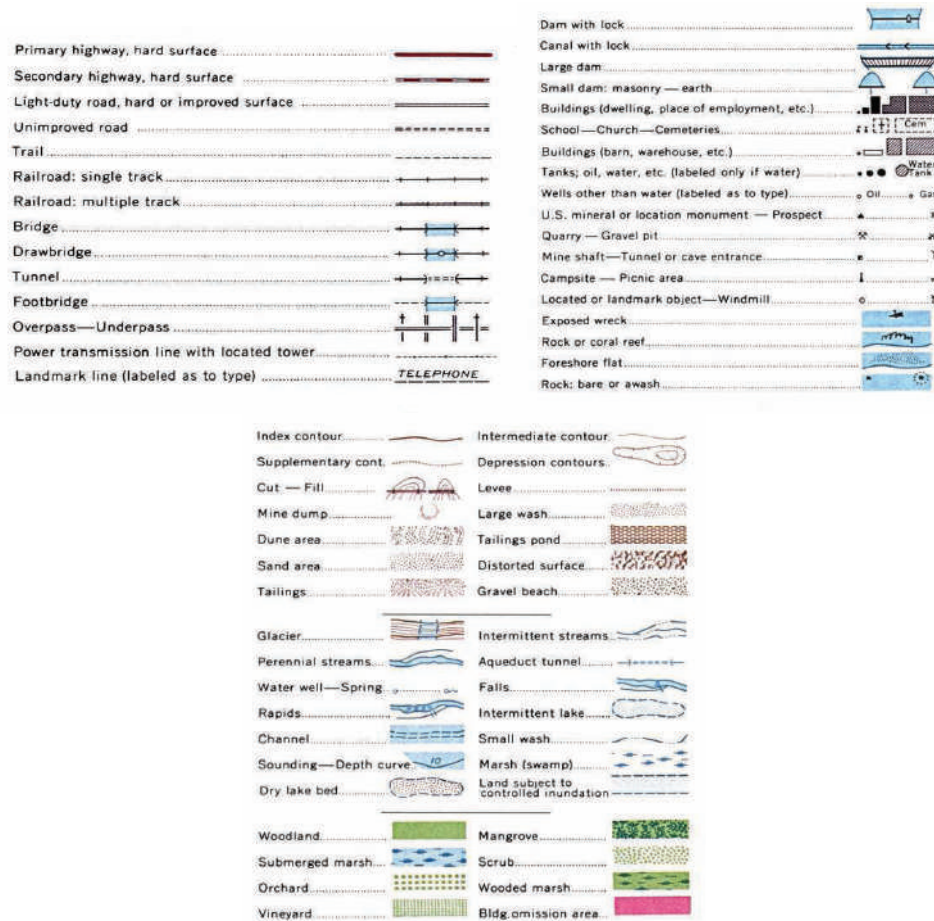 Primary highway, hard surface
Secondary highway, hard surface
Light-duty road, hard or improved surface
Unimproved road
Trail
Railroad: single track
Railroad: multiple track
Bridge
Drawbridge
Tunnel
Footbridge
Overpass—Underpass
Power transmission line with located tower
Landmark line (labeled as to type)
TELEPHONE
Dam with lock
Canal with lock
Large dam
Small dam: masonry — earth
Buildings (dwelling, place of employment, etc.)
School—Church—Cemeteries
Cem
Buildings (barn, warehouse, etc.)
Tanks; oil, water, etc. (labeled only if water)
Water
Tank
Wells other than water (labeled as to type)
Oil
Gas
U.S. mineral or location monument — Prospect
Quarry — Gravel pit
Mine shaft—Tunnel or cave entrance
Campsite — Picnic area
Located or landmark object—Windmill
Exposed wreck
Rock or coral reef
Foreshore flat
Rock: bare or awash
Index contour
Intermediate contour
Supplementary cont.
Depression contours
Cut — Fill
Levee
Mine dump
Large wash
Dune area
Tailings pond
Sand area
Distorted surface
Tailings
Gravel beach
Glacier
Intermittent streams
Perennial streams
Aqueduct tunnel
Water well—Spring
Falls
Rapids
Intermittent lake
Channel
Small wash
Sounding—Depth curve
10
Marsh (swamp)
Dry lake bed
Land subject to
controlled inundation
Woodland
Mangrove
Submerged marsh
Scrub
Orchard
Wooded marsh
Vineyard
Bldg. omission area